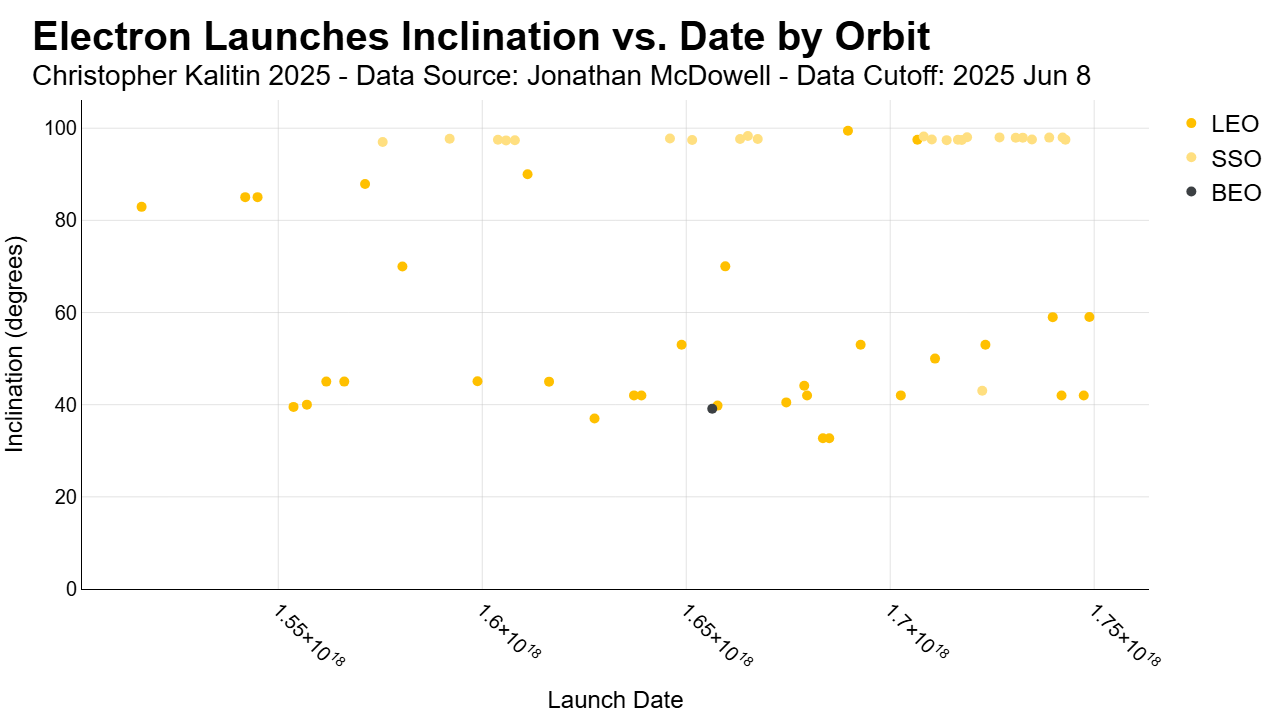 Electron Launches Inclination vs. Date by Orbit
Christopher Kalitin 2025 - Data Source: Jonathan McDowell - Data Cutoff: 2025 Jun 8
LEO
SSO
BEO
Inclination (degrees)
100
80
60
40
20
0
1.55×10¹⁸
1.6×10¹⁸
1.65×10¹⁸
1.7×10¹⁸
1.75×10¹⁸
Launch Date